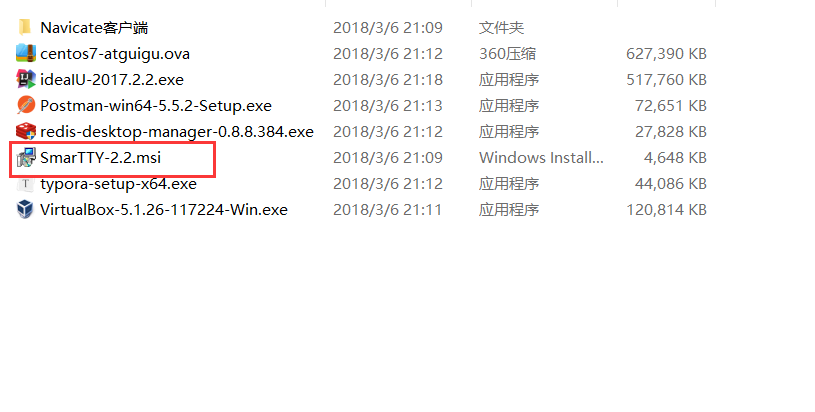 Navicate客户端 2018/3/6 21:09 文件夹
centos7-atguigu.ova 2018/3/6 21:12 360压缩 627,390 KB
ideaIU-2017.2.2.exe 2018/3/6 21:18 应用程序 517,760 KB
Postman-win64-5.5.2-Setup.exe 2018/3/6 21:13 应用程序 72,651 KB
redis-desktop-manager-0.8.8.384.exe 2018/3/6 21:12 应用程序 27,828 KB
SmarTTY-2.2.msi 2018/3/6 21:09 Windows Install... 4,648 KB
typora-setup-x64.exe 2018/3/6 21:12 应用程序 44,086 KB
VirtualBox-5.1.26-117224-Win.exe 2018/3/6 21:11 应用程序 120,814 KB